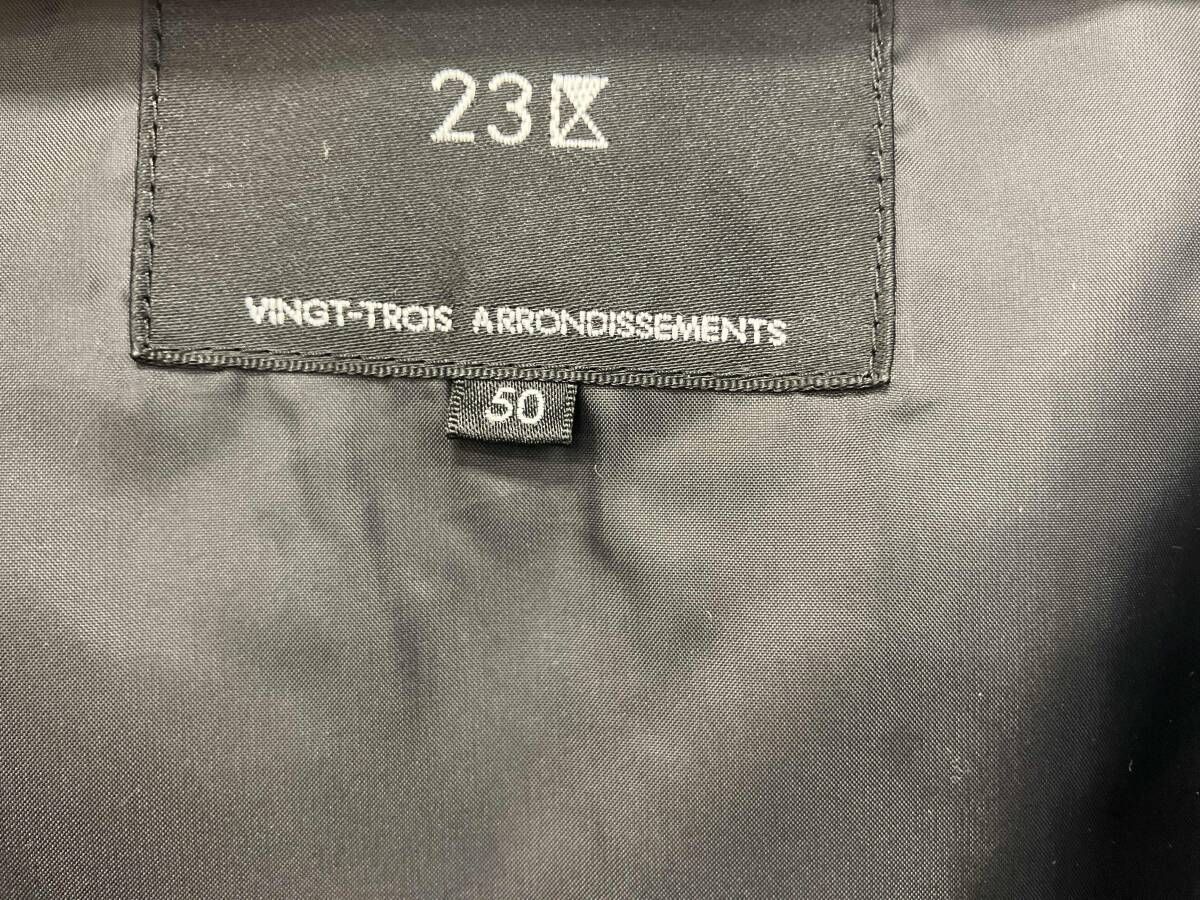 23区
VINGT-TROIS ARRONDISSEMENTS
50